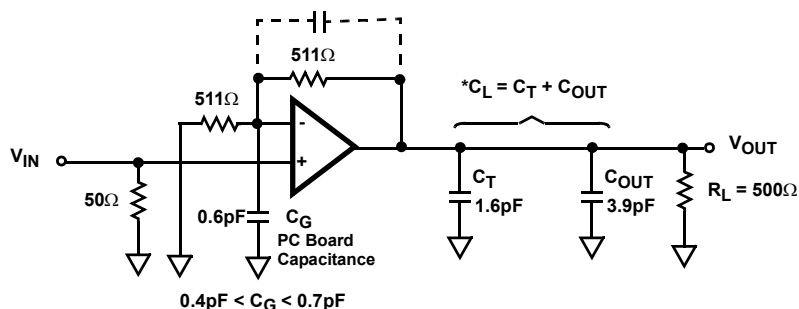 511Ω
*C_L = C_T + C_OUT
511Ω
-
+
V_IN
V_OUT
50Ω
0.6pF
C_G
PC Board
Capacitance
C_T
1.6pF
C_OUT
3.9pF
R_L = 500Ω
0.4pF < C_G < 0.7pF